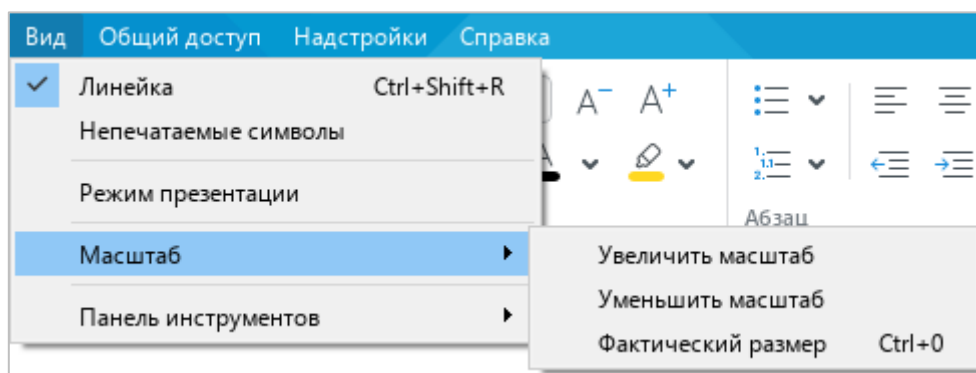 Вид Общий доступ Надстройки Справка
Линейка Ctrl+Shift+R
Непечатаемые символы
Режим презентации
Абзац
Масштаб
Увеличить масштаб
Уменьшить масштаб
Панель инструментов
Фактический размер Ctrl+0